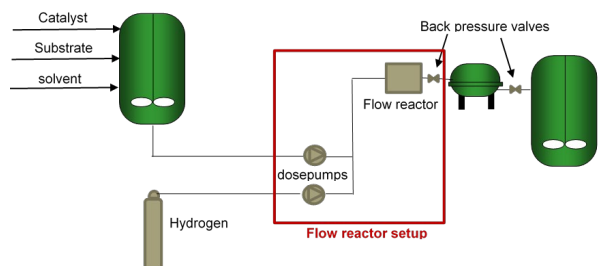 Catalyst
Substrate
solvent
Back pressure valves
Flow reactor
dosepumps
Hydrogen
Flow reactor setup